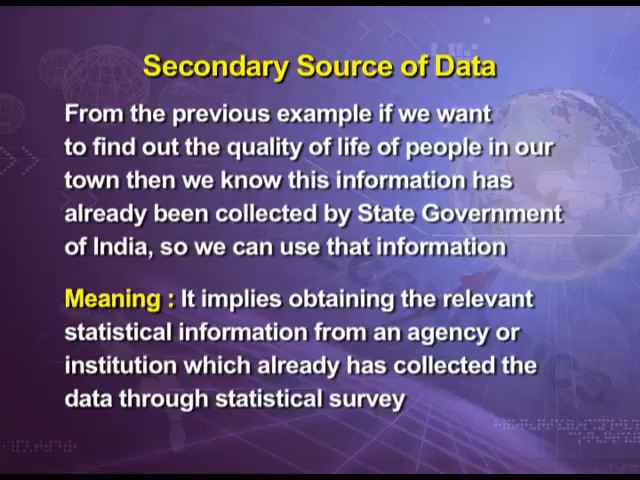 Secondary Source of Data
From the previous example if we want
to find out the quality of life of people in our
town then we know this information has
already been collected by State Government
of India, so we can use that information
Meaning : It implies obtaining the relevant
statistical information from an agency or
institution which already has collected the
data through statistical survey